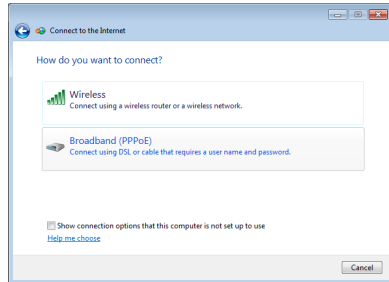 Connect to the Internet
How do you want to connect?
Wireless
Connect using a wireless router or a wireless network.
Broadband (PPPoE)
Connect using DSL or cable that requires a user name and password.
Show connection options that this computer is not set up to use
Help me choose
Cancel